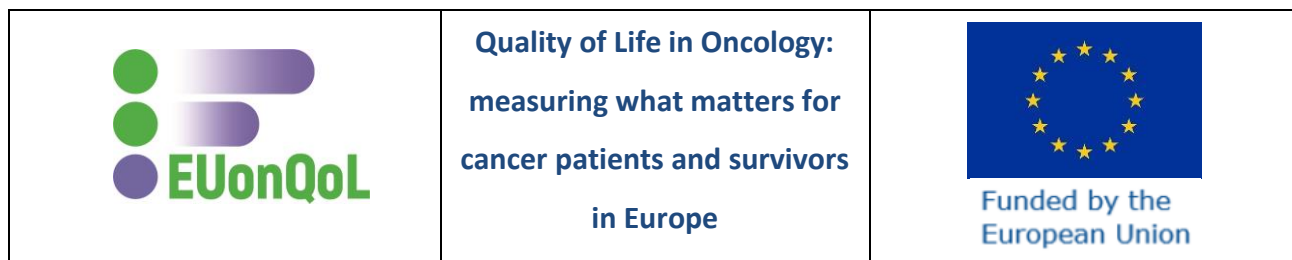 EUonQoL
Quality of Life in Oncology:
measuring what matters for
cancer patients and survivors
in Europe
Funded by the
European Union